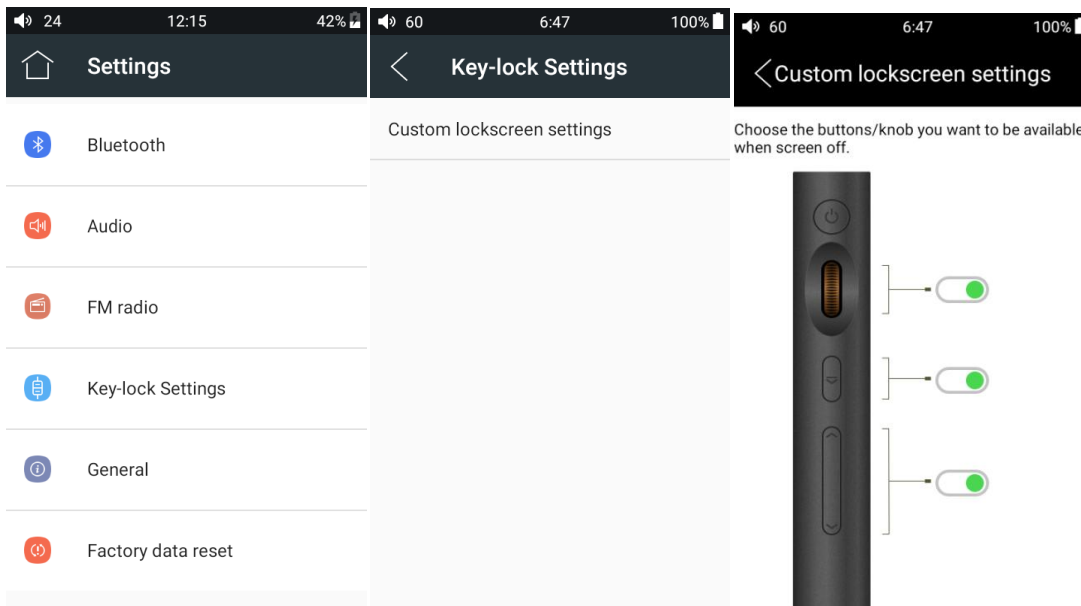 24 12:15 42%
Settings
Bluetooth
Audio
FM radio
Key-lock Settings
General
Factory data reset
60 6:47 100%
Key-lock Settings
Custom lockscreen settings
60 6:47 100%
Custom lockscreen settings
Choose the buttons/knob you want to be available
when screen off.